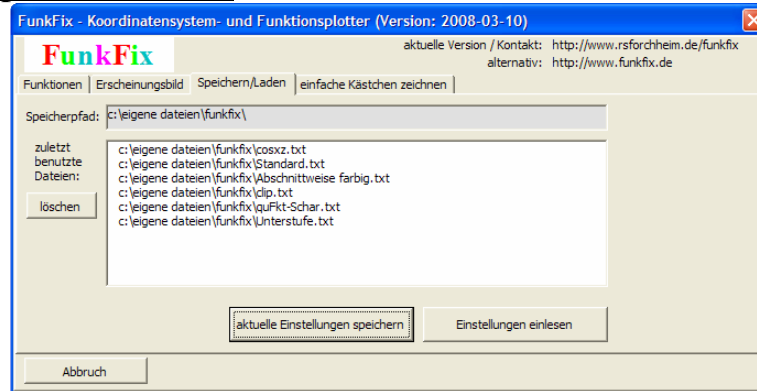 FunkFix - Koordinatensystem- und Funktionsplotter (Version: 2008-03-10)
FunkFix
aktuelle Version / Kontakt: http://www.rsforchheim.de/funkfix
alternativ: http://www.funkfix.de
Funktionen Erscheinungsbild Speichern/Laden einfache Kästchen zeichnen
Speicherpfad: c:\eigene dateien\funkfix\
zuletzt
benutzte
Dateien:
c:\eigene dateien\funkfix\cosxz.txt
c:\eigene dateien\funkfix\Standard.txt
c:\eigene dateien\funkfix\Abschnittweise farbig.txt
c:\eigene dateien\funkfix\clip.txt
c:\eigene dateien\funkfix\quFkt-Schar.txt
c:\eigene dateien\funkfix\Unterstufe.txt
löschen
aktuelle Einstellungen speichern Einstellungen einlesen
Abbruch